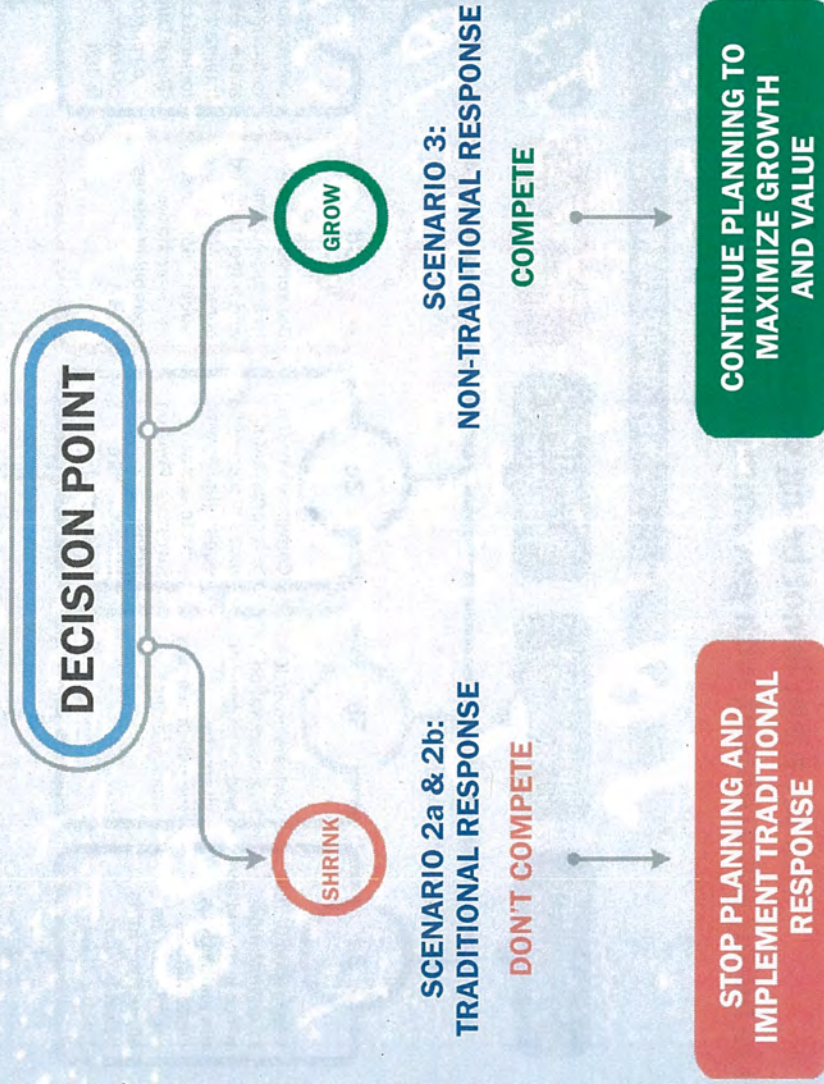 DECISION POINT
SHRINK
SCENARIO 2a & 2b:
TRADITIONAL RESPONSE
DON'T COMPETE
STOP PLANNING AND
IMPLEMENT TRADITIONAL
RESPONSE
GROW
SCENARIO 3:
NON-TRADITIONAL RESPONSE
COMPETE
CONTINUE PLANNING TO
MAXIMIZE GROWTH
AND VALUE